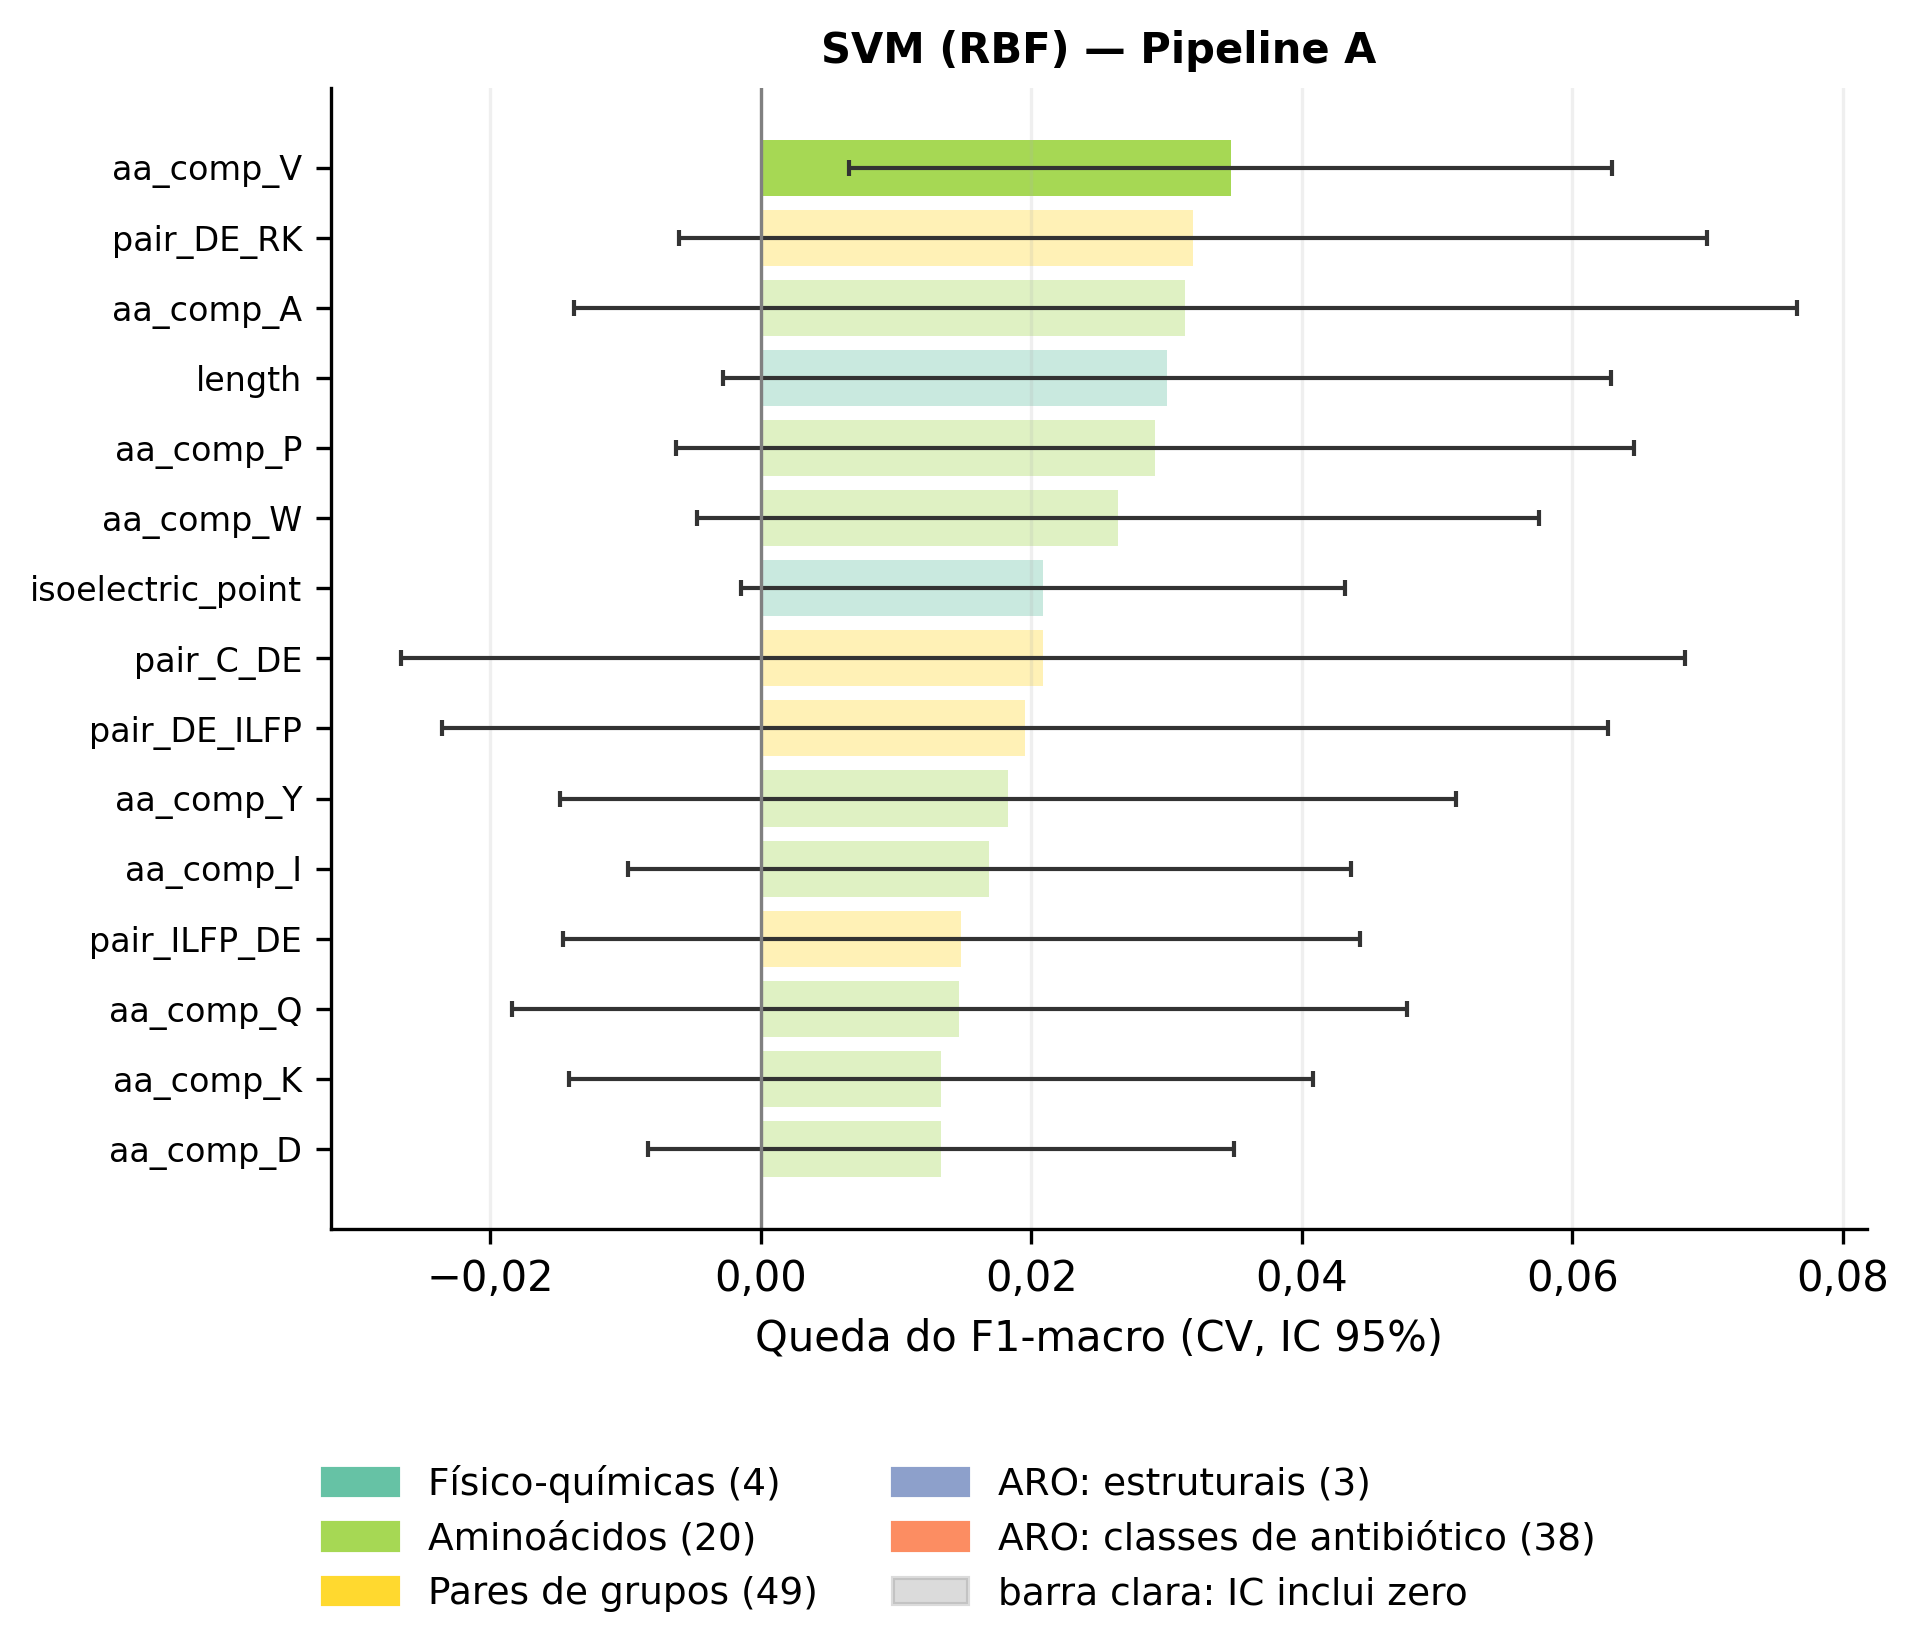 SVM (RBF) — Pipeline A
aa_comp_V
pair_DE_RK
aa_comp_A
length
aa_comp_P
aa_comp_W
isoelectric_point
pair_C_DE
pair_DE_ILFP
aa_comp_Y
aa_comp_I
pair_ILFP_DE
aa_comp_Q
aa_comp_K
aa_comp_D
−0,02 0,00 0,02 0,04 0,06 0,08
Queda do F1-macro (CV, IC 95%)
Físico-químicas (4)
Aminoácidos (20)
Pares de grupos (49)
ARO: estruturais (3)
ARO: classes de antibiótico (38)
barra clara: IC inclui zero